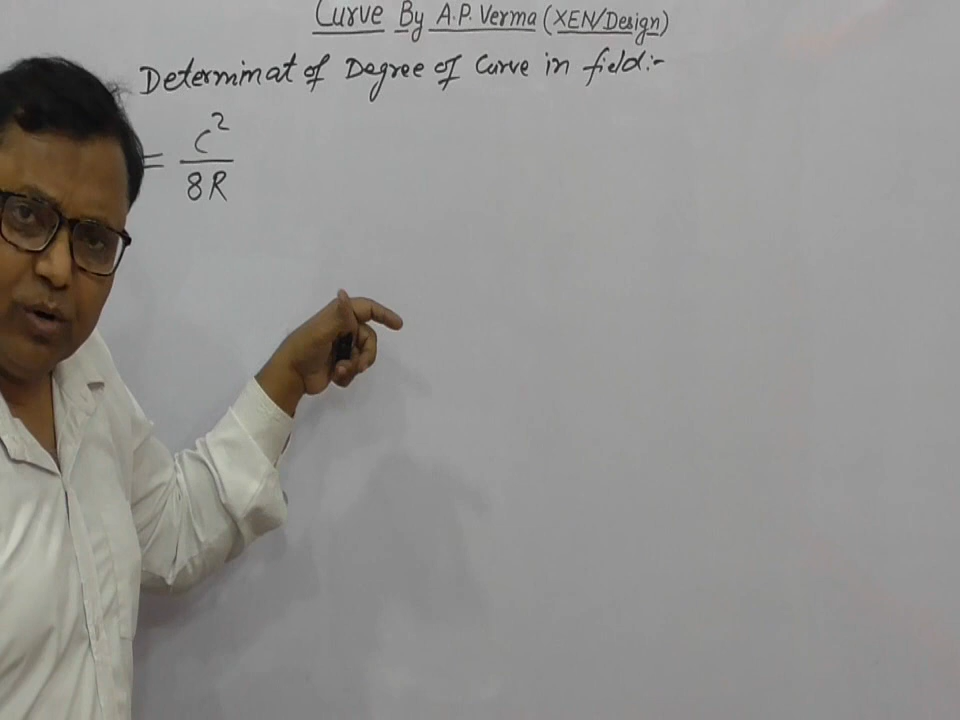 Curve By A.P. Verma (XEN/Design)
Determinat of Degree of Curve in field:-
= C²/8R